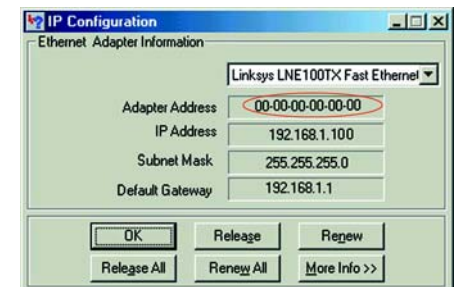 IP Configuration
Ethernet Adapter Information
Linksys LNE100TX Fast Ethernet
Adapter Address 00-00-00-00-00-00
IP Address 192.168.1.100
Subnet Mask 255.255.255.0
Default Gateway 192.168.1.1
OK Release Renew
Release All Renew All More Info >>